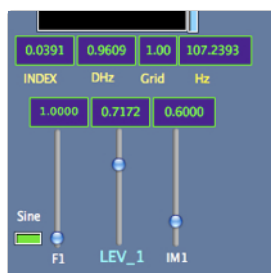 0.0391 0.9609 1.00 107.2393
INDEX DHz Grid Hz
1.0000 0.7172 0.6000
Sine
F1 LEV_1 IM1